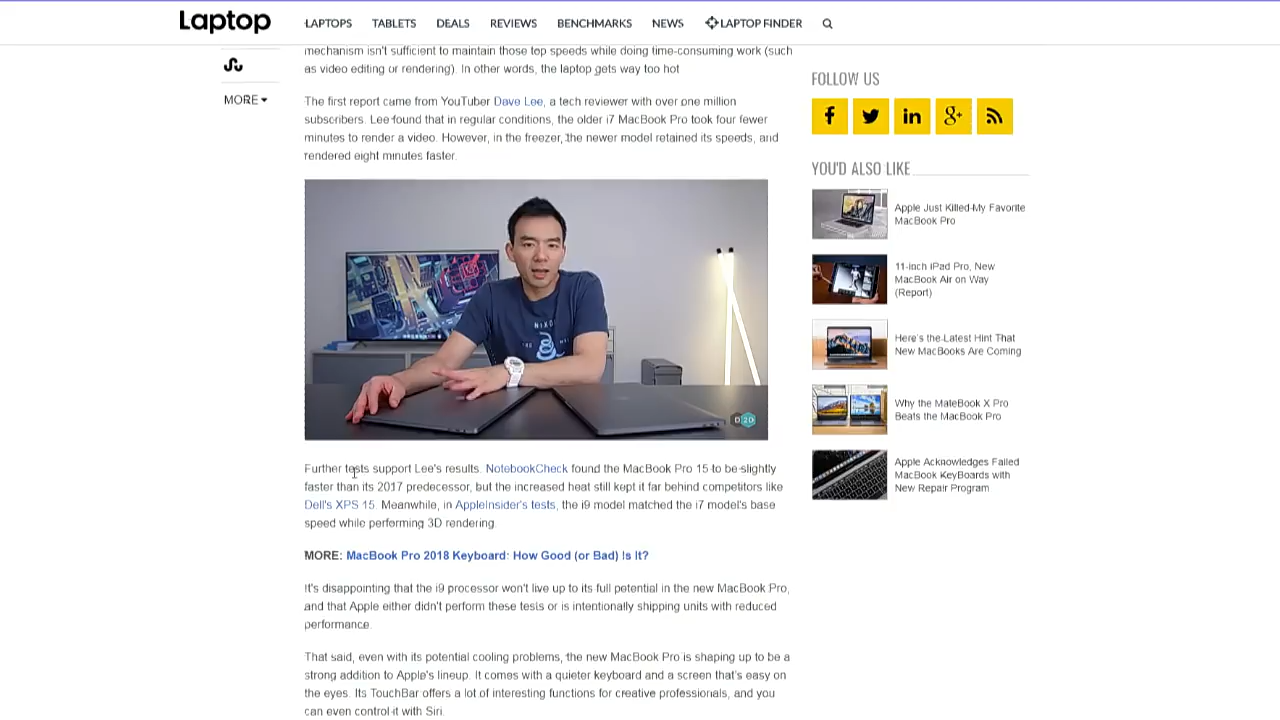 Laptop
LAPTOPS TABLETS DEALS REVIEWS BENCHMARKS NEWS LAPTOP FINDER
MORE
mechanism isn't sufficient to maintain those top speeds while doing time-consuming work (such
as video editing or rendering). In other words, the laptop gets way too hot
The first report came from YouTuber Dave Lee, a tech reviewer with over one million
subscribers. Lee found that in regular conditions, the older i7 MacBook Pro took four fewer
minutes to render a video. However, in the freezer, the newer model retained its speeds, and
rendered eight minutes faster.
NIKE
D2D
Further tests support Lee's results. NotebookCheck found the MacBook Pro 15 to be slightly
faster than its 2017 predecessor, but the increased heat still kept it far behind competitors like
Dell's XPS 15. Meanwhile, in AppleInsider's tests, the i9 model matched the i7 model's base
speed while performing 3D rendering.
MORE: MacBook Pro 2018 Keyboard: How Good (or Bad) Is It?
It's disappointing that the i9 processor won't live up to its full potential in the new MacBook Pro,
and that Apple either didn't perform these tests or is intentionally shipping units with reduced
performance.
That said, even with its potential cooling problems, the new MacBook Pro is shaping up to be a
strong addition to Apple's lineup. It comes with a quieter keyboard and a screen that's easy on
the eyes. Its TouchBar offers a lot of interesting functions for creative professionals, and you
can even control it with Siri.
FOLLOW US
YOU'D ALSO LIKE
Apple Just Killed My Favorite
MacBook Pro
11-inch iPad Pro, New
MacBook Air on Way
(Report)
Here's the Latest Hint That
New MacBooks Are Coming
Why the MateBook X Pro
Beats the MacBook Pro
Apple Acknowledges Failed
MacBook KeyBoards with
New Repair Program